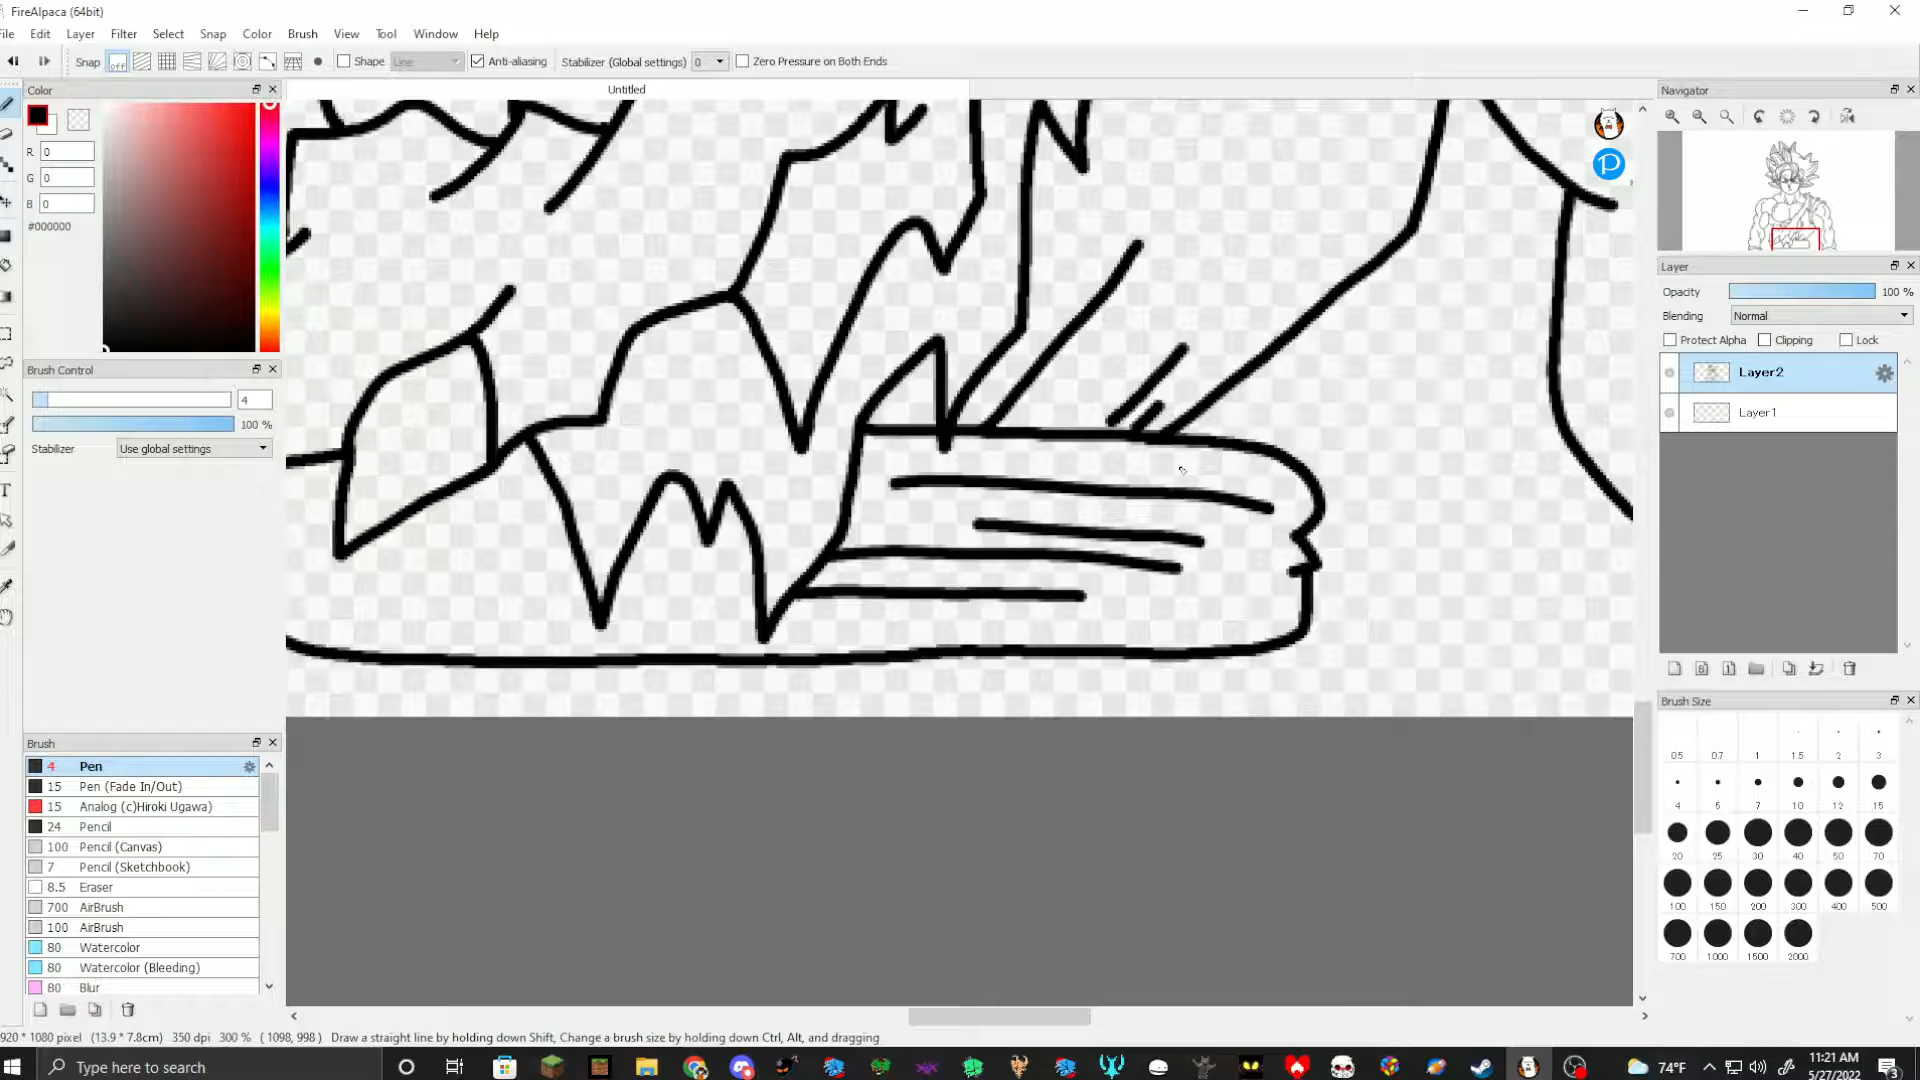 FireAlpaca (64bit)
File Edit Layer Filter Select Snap Color Brush View Tool Window Help
Snap off Shape Line Anti-aliasing Stabilizer (Global settings) 0 Zero Pressure on Both Ends
Color
Untitled
Navigator
R 0
G 0
B 0
#000000
Layer
Opacity 100 %
Blending Normal
Protect Alpha Clipping Lock
Layer2
Layer1
Brush Control
4
100 %
Stabilizer Use global settings
Brush
4 Pen
15 Pen (Fade In/Out)
15 Analog (c)Hiroki Ugawa)
24 Pencil
100 Pencil (Canvas)
7 Pencil (Sketchbook)
8.5 Eraser
700 AirBrush
100 AirBrush
80 Watercolor
80 Watercolor (Bleeding)
80 Blur
Brush Size
0.5 0.7 1 1.5 2 3
4 5 7 10 12 15
20 25 30 40 50 70
100 150 200 300 400 500
700 1000 1500 2000
920 * 1080 pixel (13.9 * 7.8cm) 350 dpi 300 % ( 1098, 998 ) Draw a straight line by holding down Shift, Change a brush size by holding down Ctrl, Alt, and dragging
Type here to search
74°F
11:21 AM
5/27/2022
3